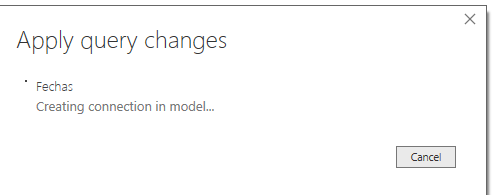 Apply query changes
Fechas
Creating connection in model...
Cancel